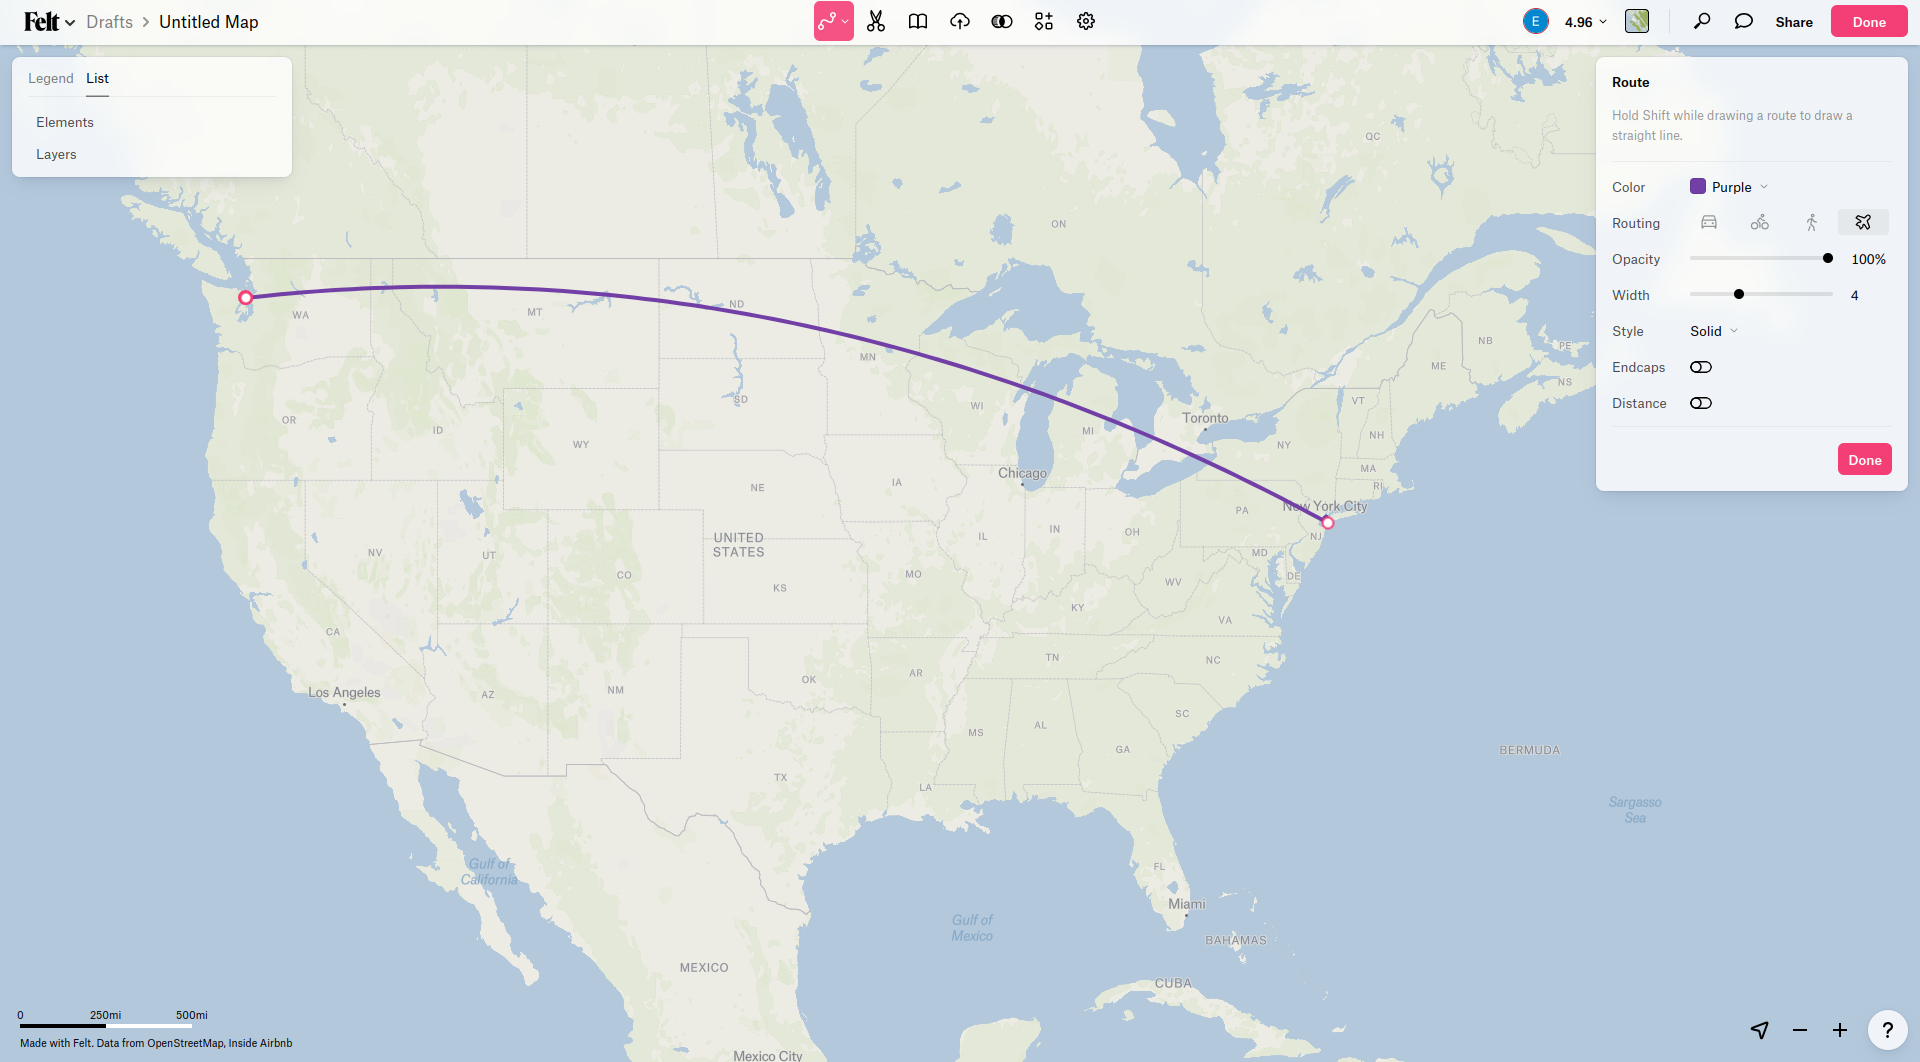 Felt
Drafts
Untitled Map
E
4.96
Share
Done
Legend
List
Elements
Layers
Route
Hold Shift while drawing a route to draw a
straight line.
Color
Purple
Routing
Opacity
100%
Width
4
Style
Solid
Endcaps
Distance
Done
QC
ON
WA
MT
ND
MN
OR
ID
WY
SD
WI
MI
Toronto
NY
VT
NH
ME
NB
PE
NS
MA
RI
Chicago
NE
IA
New York City
PA
NJ
NV
UT
UNITED
STATES
CO
KS
MO
IL
IN
OH
MD
DE
WV
KY
VA
CA
Los Angeles
AZ
NM
OK
AR
TN
NC
SC
MS
AL
GA
TX
LA
BERMUDA
Sargasso
Sea
FL
Miami
Gulf of
California
Gulf of
Mexico
BAHAMAS
MEXICO
CUBA
Mexico City
0
250mi
500mi
Made with Felt. Data from OpenStreetMap, Inside Airbnb
?